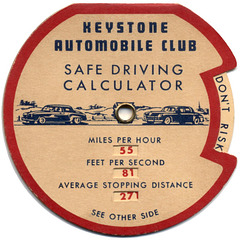 KEYSTONE
AUTOMOBILE CLUB
SAFE DRIVING
CALCULATOR
MILES PER HOUR
55
FEET PER SECOND
81
AVERAGE STOPPING DISTANCE
271
SEE OTHER SIDE
DON'T RISK